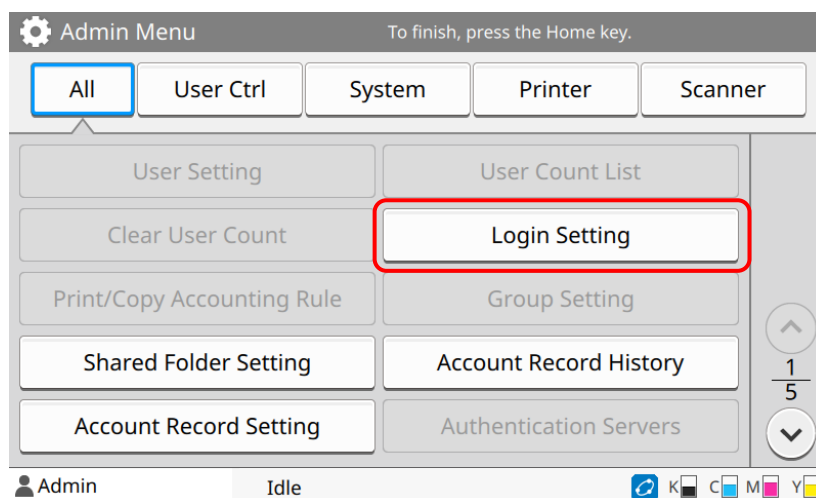 Admin Menu To finish, press the Home key.
All User Ctrl System Printer Scanner
User Setting User Count List
Clear User Count Login Setting
Print/Copy Accounting Rule Group Setting
Shared Folder Setting Account Record History
1
5
Account Record Setting Authentication Servers
Admin Idle K C M Y